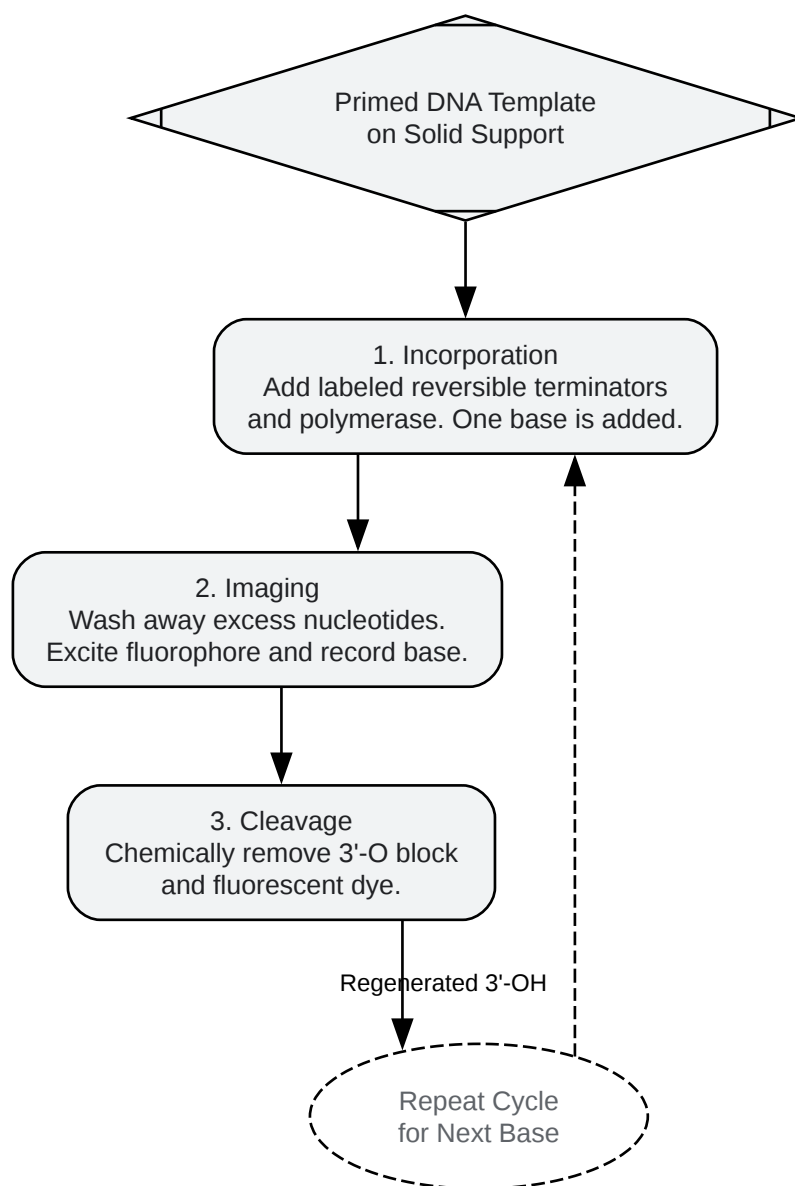 Primed DNA Template
on Solid Support
1. Incorporation
Add labeled reversible terminators
and polymerase. One base is added.
2. Imaging
Wash away excess nucleotides.
Excite fluorophore and record base.
3. Cleavage
Chemically remove 3'-O block
and fluorescent dye.
Regenerated 3'-OH
Repeat Cycle
for Next Base